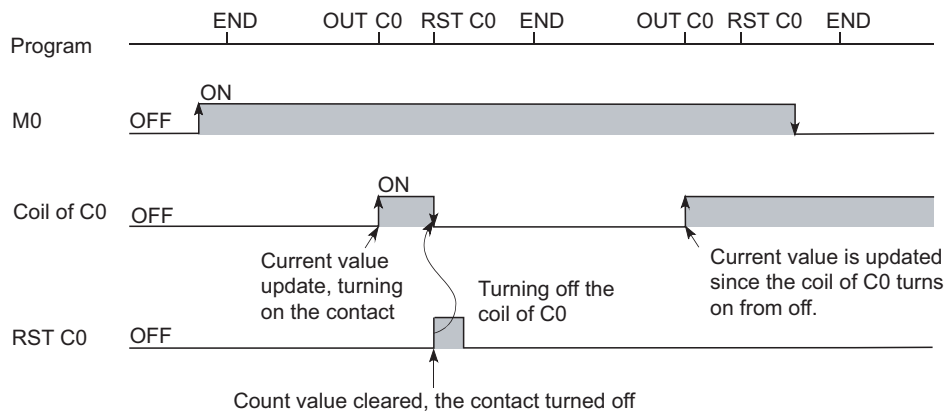 END OUT C0 RST C0 END OUT C0 RST C0 END
Program
ON
M0 OFF
ON
Coil of C0 OFF
Current value
update, turning
on the contact
Turning off the
coil of C0
Current value is updated
since the coil of C0 turns
on from off.
RST C0 OFF
Count value cleared, the contact turned off